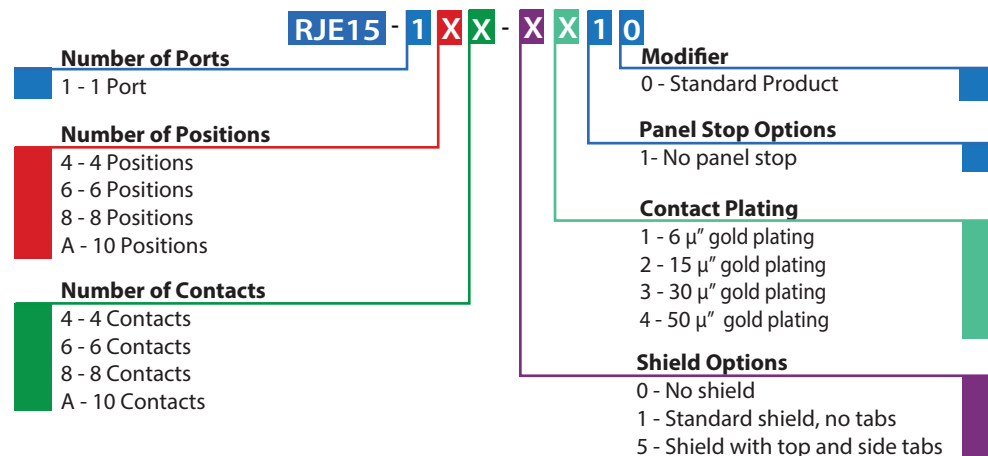 RJE15 - 1 X X - X X 1 0
Number of Ports
1 - 1 Port
Number of Positions
4 - 4 Positions
6 - 6 Positions
8 - 8 Positions
A - 10 Positions
Number of Contacts
4 - 4 Contacts
6 - 6 Contacts
8 - 8 Contacts
A - 10 Contacts
Modifier
0 - Standard Product
Panel Stop Options
1- No panel stop
Contact Plating
1 - 6 µ” gold plating
2 - 15 µ” gold plating
3 - 30 µ” gold plating
4 - 50 µ” gold plating
Shield Options
0 - No shield
1 - Standard shield, no tabs
5 - Shield with top and side tabs